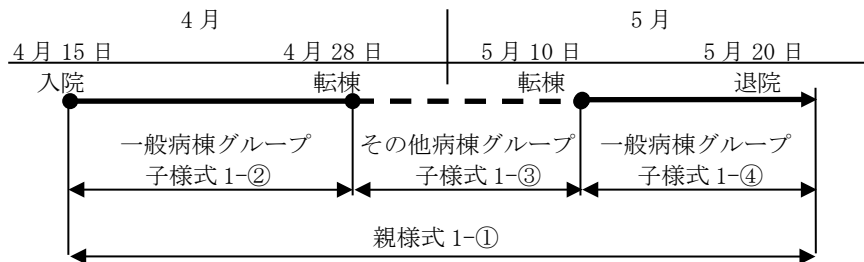 4月 5月
4月15日 4月28日 5月10日 5月20日
入院 転棟 転棟 退院
一般病棟グループ その他病棟グループ 一般病棟グループ
子様式1-② 子様式1-③ 子様式1-④
親様式1-①